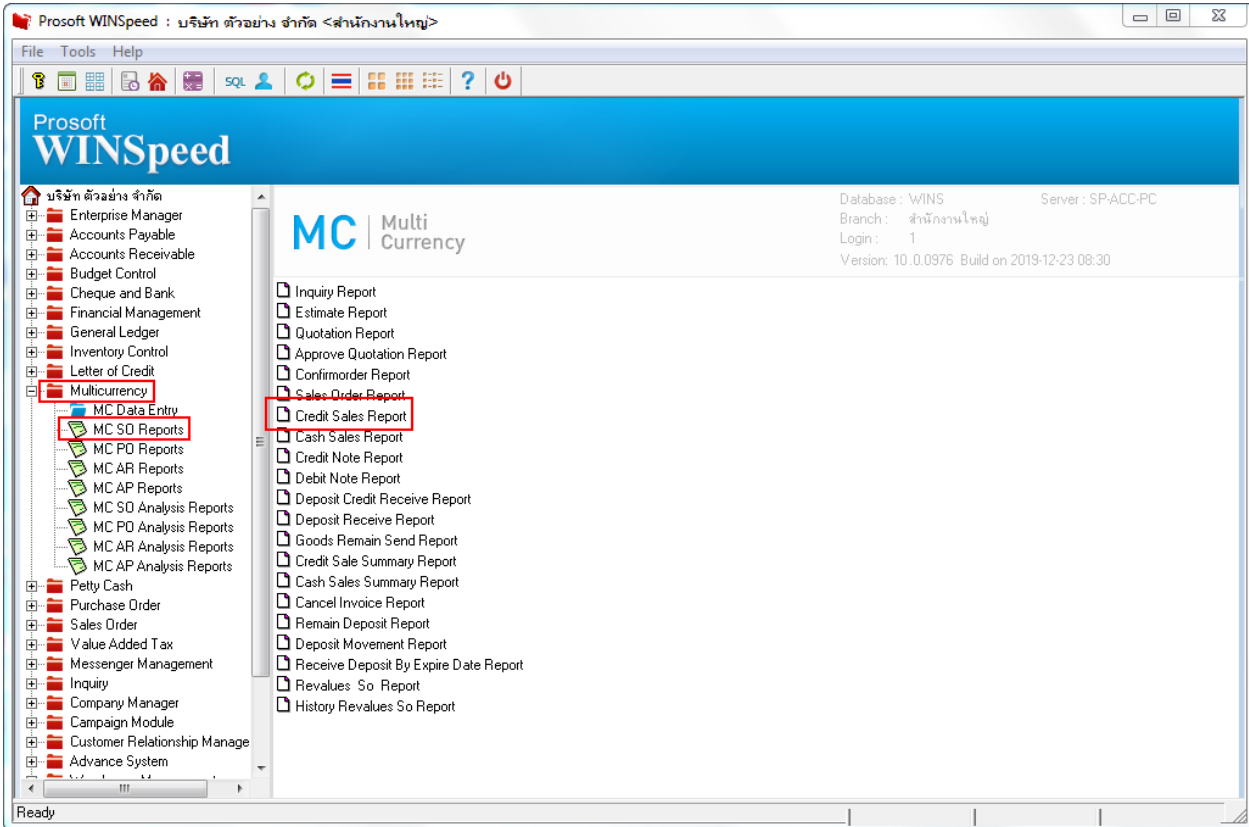 Prosoft WINSpeed : บริษัท ตัวอย่าง จำกัด <สำนักงานใหญ่>
File Tools Help
SQL
Prosoft
WINSpeed
บริษัท ตัวอย่าง จำกัด
Enterprise Manager
Accounts Payable
Accounts Receivable
Budget Control
Cheque and Bank
Financial Management
General Ledger
Inventory Control
Letter of Credit
Multicurrency
MC Data Entry
MC SO Reports
MC PO Reports
MC AR Reports
MC AP Reports
MC SO Analysis Reports
MC PO Analysis Reports
MC AR Analysis Reports
MC AP Analysis Reports
Petty Cash
Purchase Order
Sales Order
Value Added Tax
Messenger Management
Inquiry
Company Manager
Campaign Module
Customer Relationship Manage
Advance System
MC Multi Currency
Database : WINS Server : SP-ACC-PC
Branch : สำนักงานใหญ่
Login : 1
Version: 10.0.0976 Build on 2019-12-23 08:30
Inquiry Report
Estimate Report
Quotation Report
Approve Quotation Report
Confirmorder Report
Sales Order Report
Credit Sales Report
Cash Sales Report
Credit Note Report
Debit Note Report
Deposit Credit Receive Report
Deposit Receive Report
Goods Remain Send Report
Credit Sale Summary Report
Cash Sales Summary Report
Cancel Invoice Report
Remain Deposit Report
Deposit Movement Report
Receive Deposit By Expire Date Report
Revalues So Report
History Revalues So Report
Ready